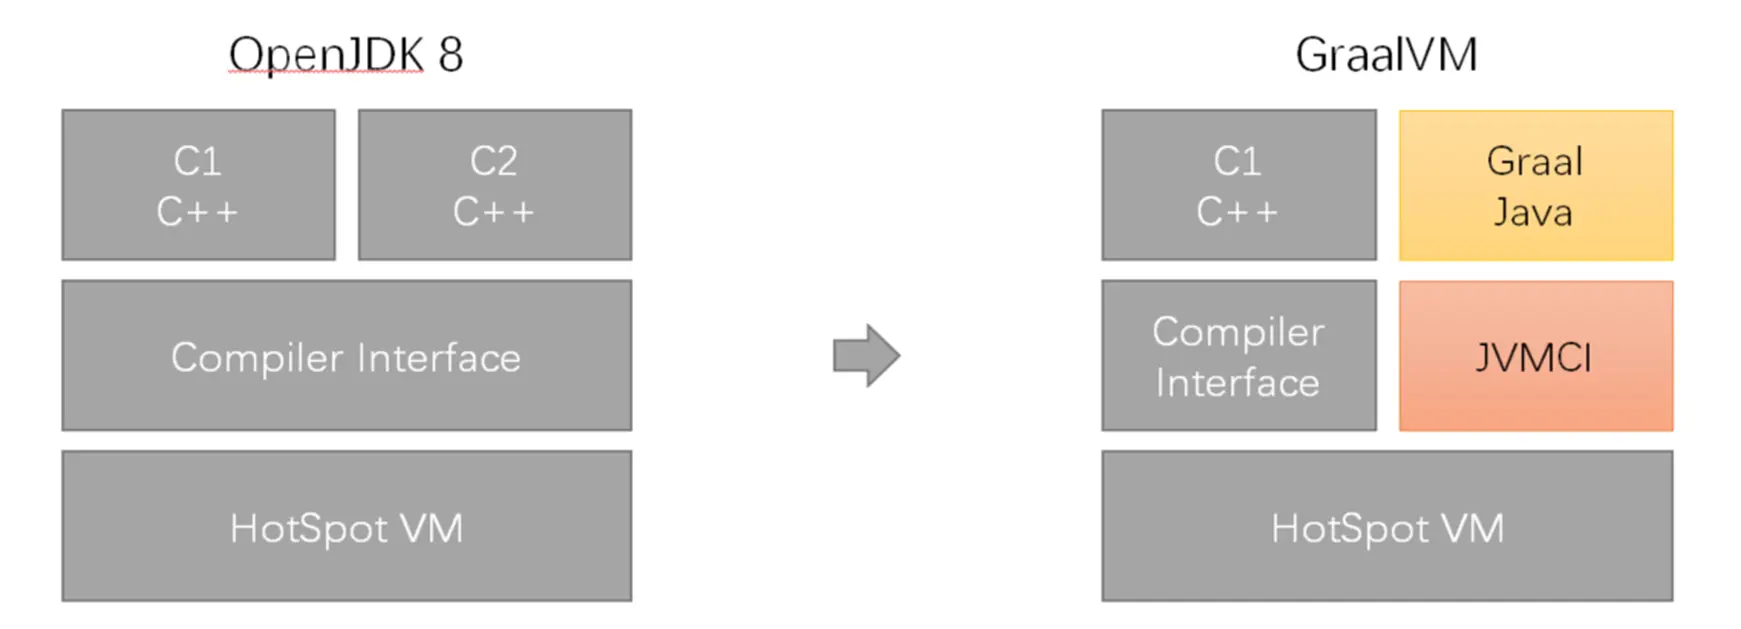 OpenJDK 8
C1
C++
C2
C++
Compiler Interface
HotSpot VM
GraalVM
C1
C++
Graal
Java
Compiler
Interface
JVMCI
HotSpot VM